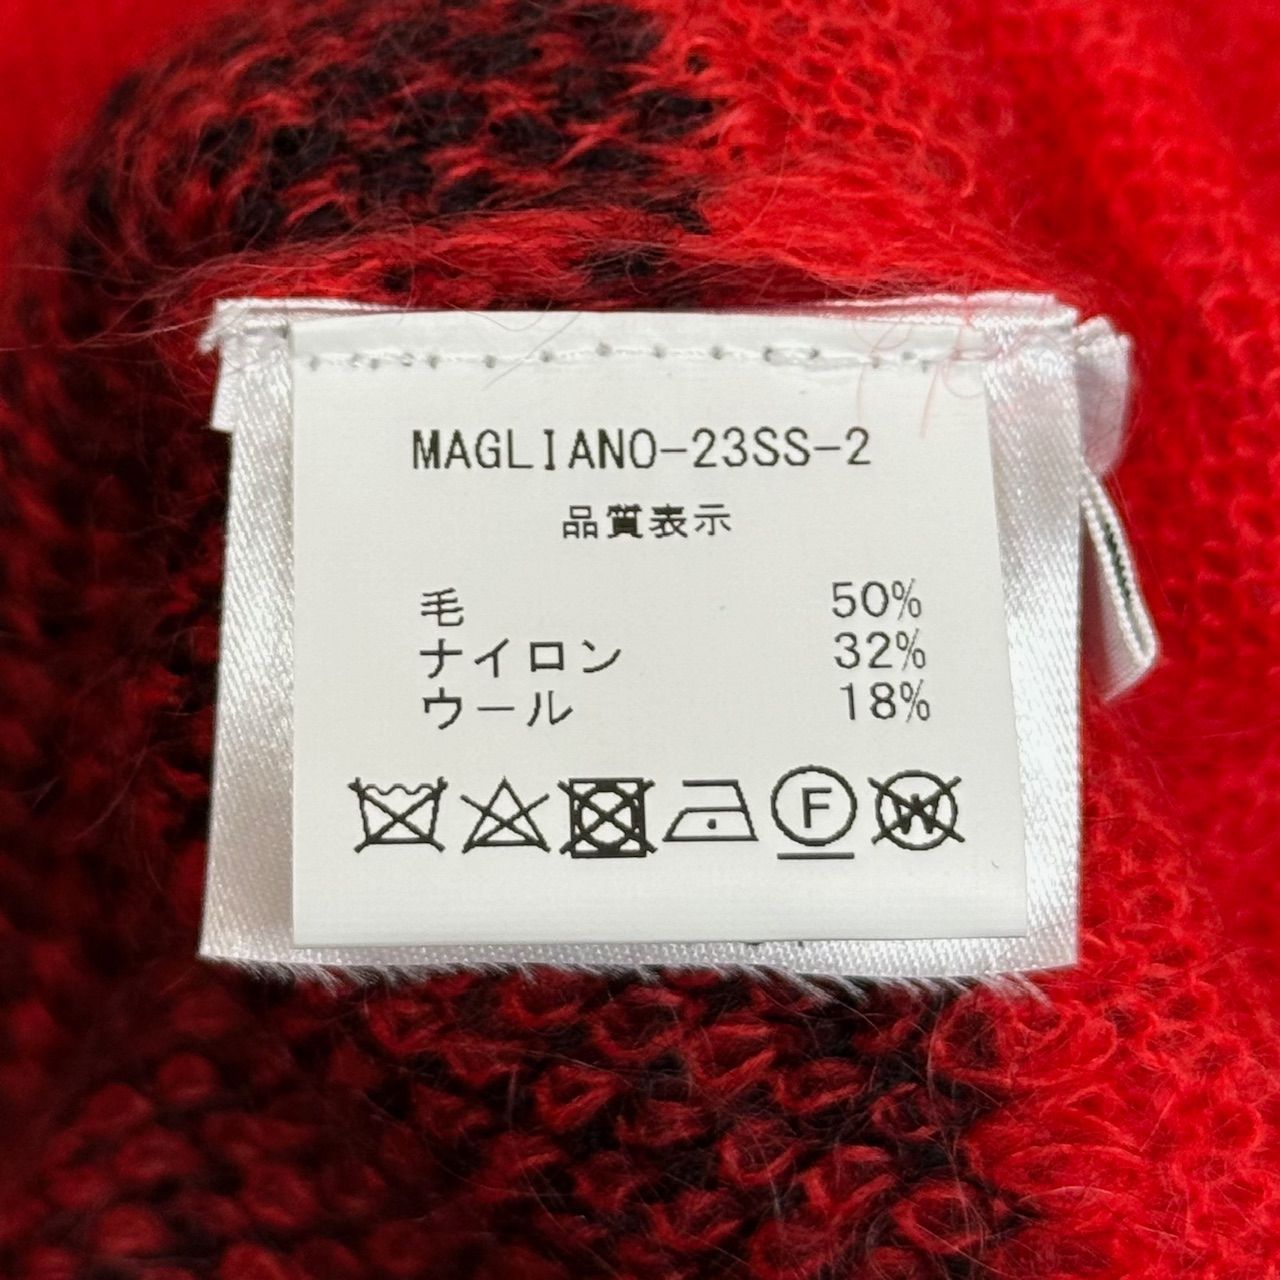 MAGLIANO-23SS-2
品質表示
毛 50%
ナイロン 32%
ウール 18%
F W